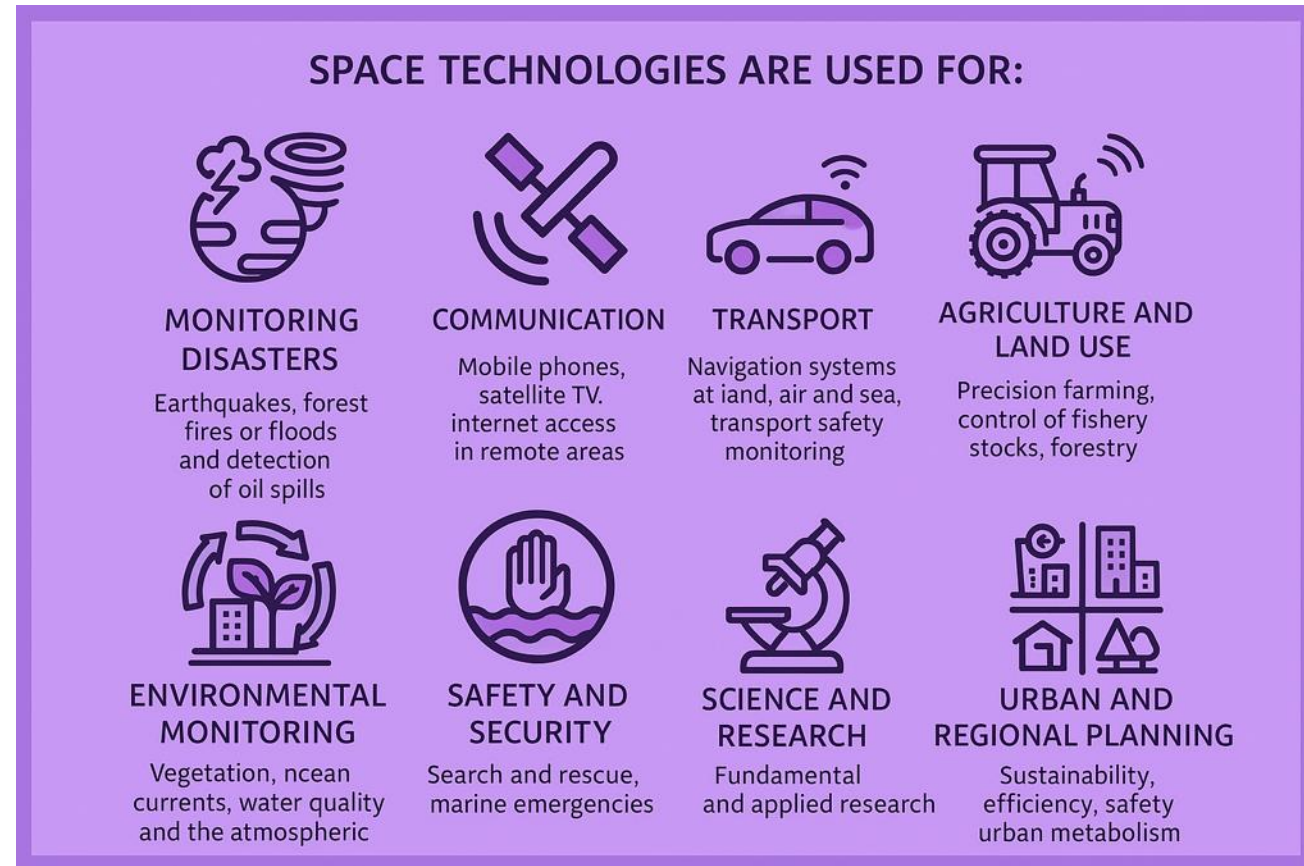 SPACE TECHNOLOGIES ARE USED FOR:
MONITORING
DISASTERS
Earthquakes, forest
fires or floods
and detection
of oil spills
COMMUNICATION
Mobile phones,
satellite TV.
internet access
in remote areas
TRANSPORT
Navigation systems
at iand, air and sea,
transport safety
monitoring
AGRICULTURE AND
LAND USE
Precision farming,
control of fishery
stocks, forestry
ENVIRONMENTAL
MONITORING
Vegetation, ncean
currents, water quality
and the atmospheric
SAFETY AND
SECURITY
Search and rescue,
marine emergencies
SCIENCE AND
RESEARCH
Fundamental
and applied research
URBAN AND
REGIONAL PLANNING
Sustainability,
efficiency, safety
urban metabolism